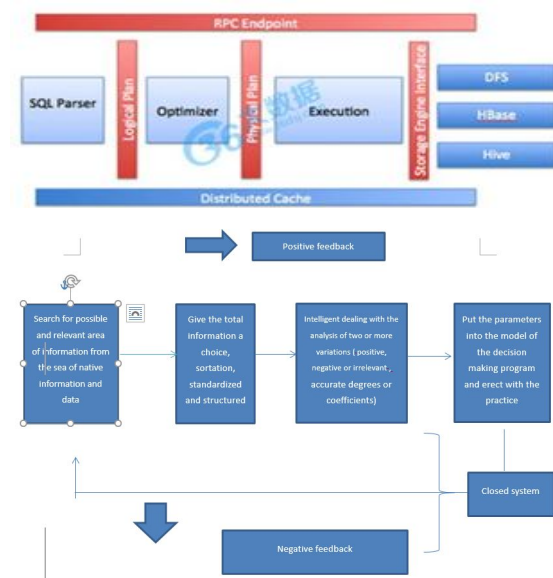 RPC Endpoint
SQL Parser
Logical Plan
Optimizer
Physical Plan
Execution
Storage Engine Interface
DFS
HBase
Hive
Distributed Cache
Positive feedback
Search for possible
and relevant area
of information from
the sea of native
information and
data
Give the total
information a
choice,
sortation,
standardized
and structured
Intelligent dealing with the
analysis of two or more
variations ( positive,
negative or irrelevant ,
accurate degrees or
coefficients)
Put the parameters
into the model of
the decision
making program
and erect with the
practice
Closed system
Negative feedback